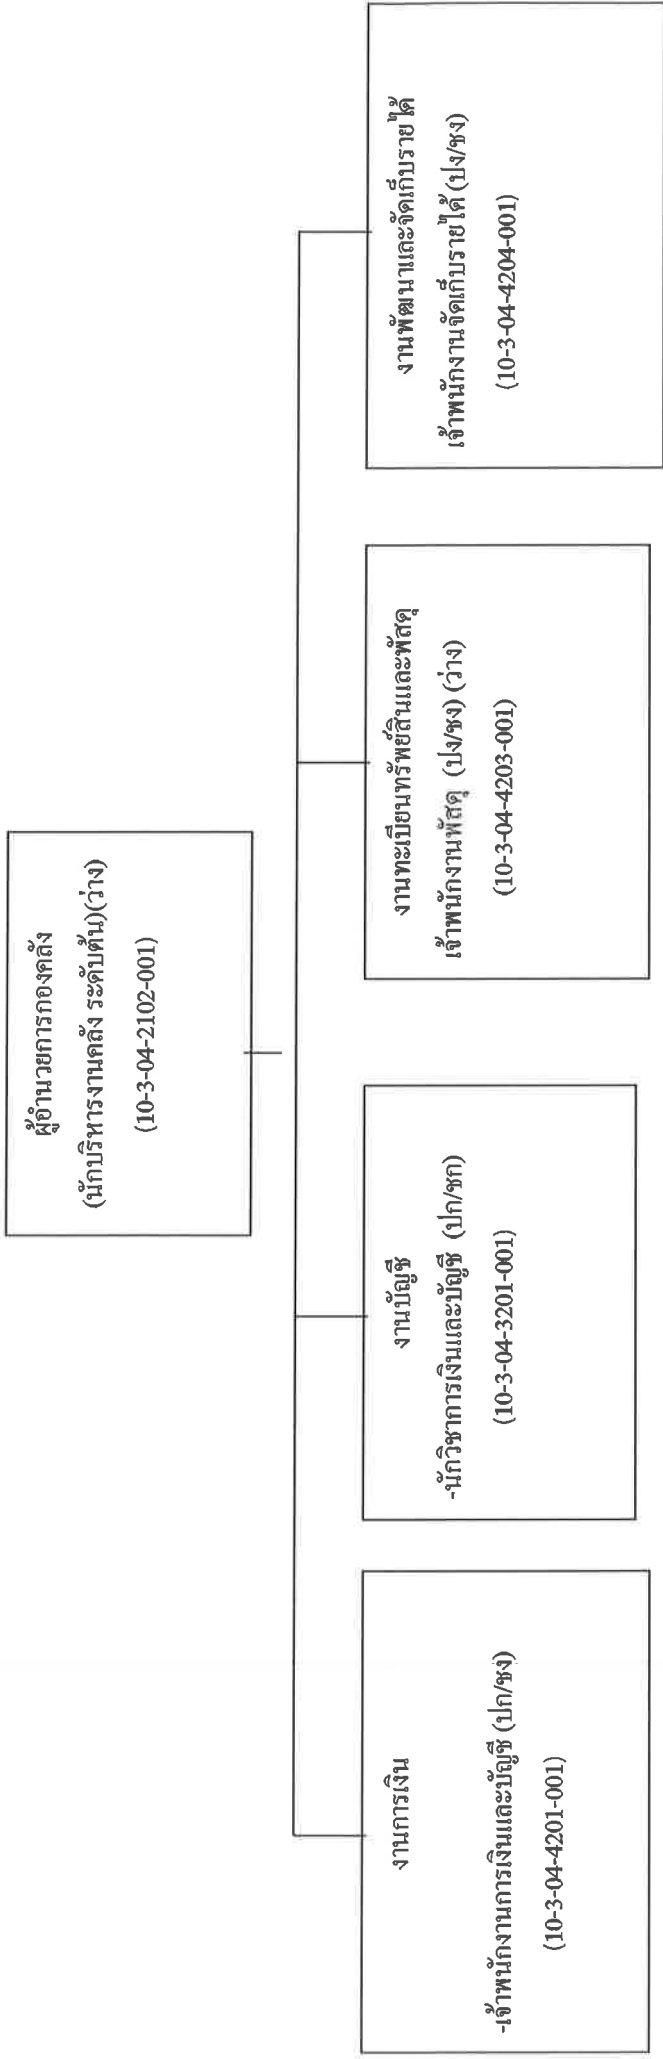 ผู้อำนวยการกองคลัง
(นักบริหารงานคลัง ระดับต้น)(ว่าง)
(10-3-04-2102-001)
งานการเงิน
-เจ้าพนักงานการเงินและบัญชี (ปก/ชง)
(10-3-04-4201-001)
งานบัญชี
-นักวิชาการเงินและบัญชี (ปก/ชก)
(10-3-04-3201-001)
งานทะเบียนทรัพย์สินและพัสดุ
เจ้าพนักงานพัสดุ (ปง/ชง) (ว่าง)
(10-3-04-4203-001)
งานพัฒนาและจัดเก็บรายได้
เจ้าพนักงานจัดเก็บรายได้ (ปง/ชง)
(10-3-04-4204-001)